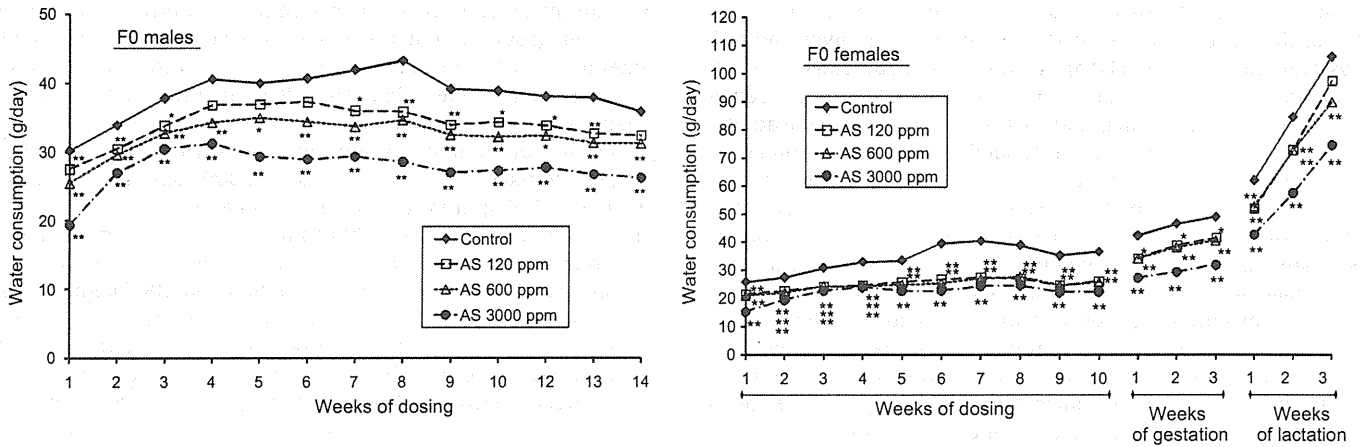 F0 males
Water consumption (g/day)
50
40
30
20
10
0
Control
AS 120 ppm
AS 600 ppm
AS 3000 ppm
1 2 3 4 5 6 7 8 9 10 12 13 14
Weeks of dosing
F0 females
Water consumption (g/day)
120
110
100
90
80
70
60
50
40
30
20
10
0
Control
AS 120 ppm
AS 600 ppm
AS 3000 ppm
1 2 3 4 5 6 7 8 9 10 1 2 3 1 2 3
Weeks of dosing
Weeks
of gestation
Weeks
of lactation